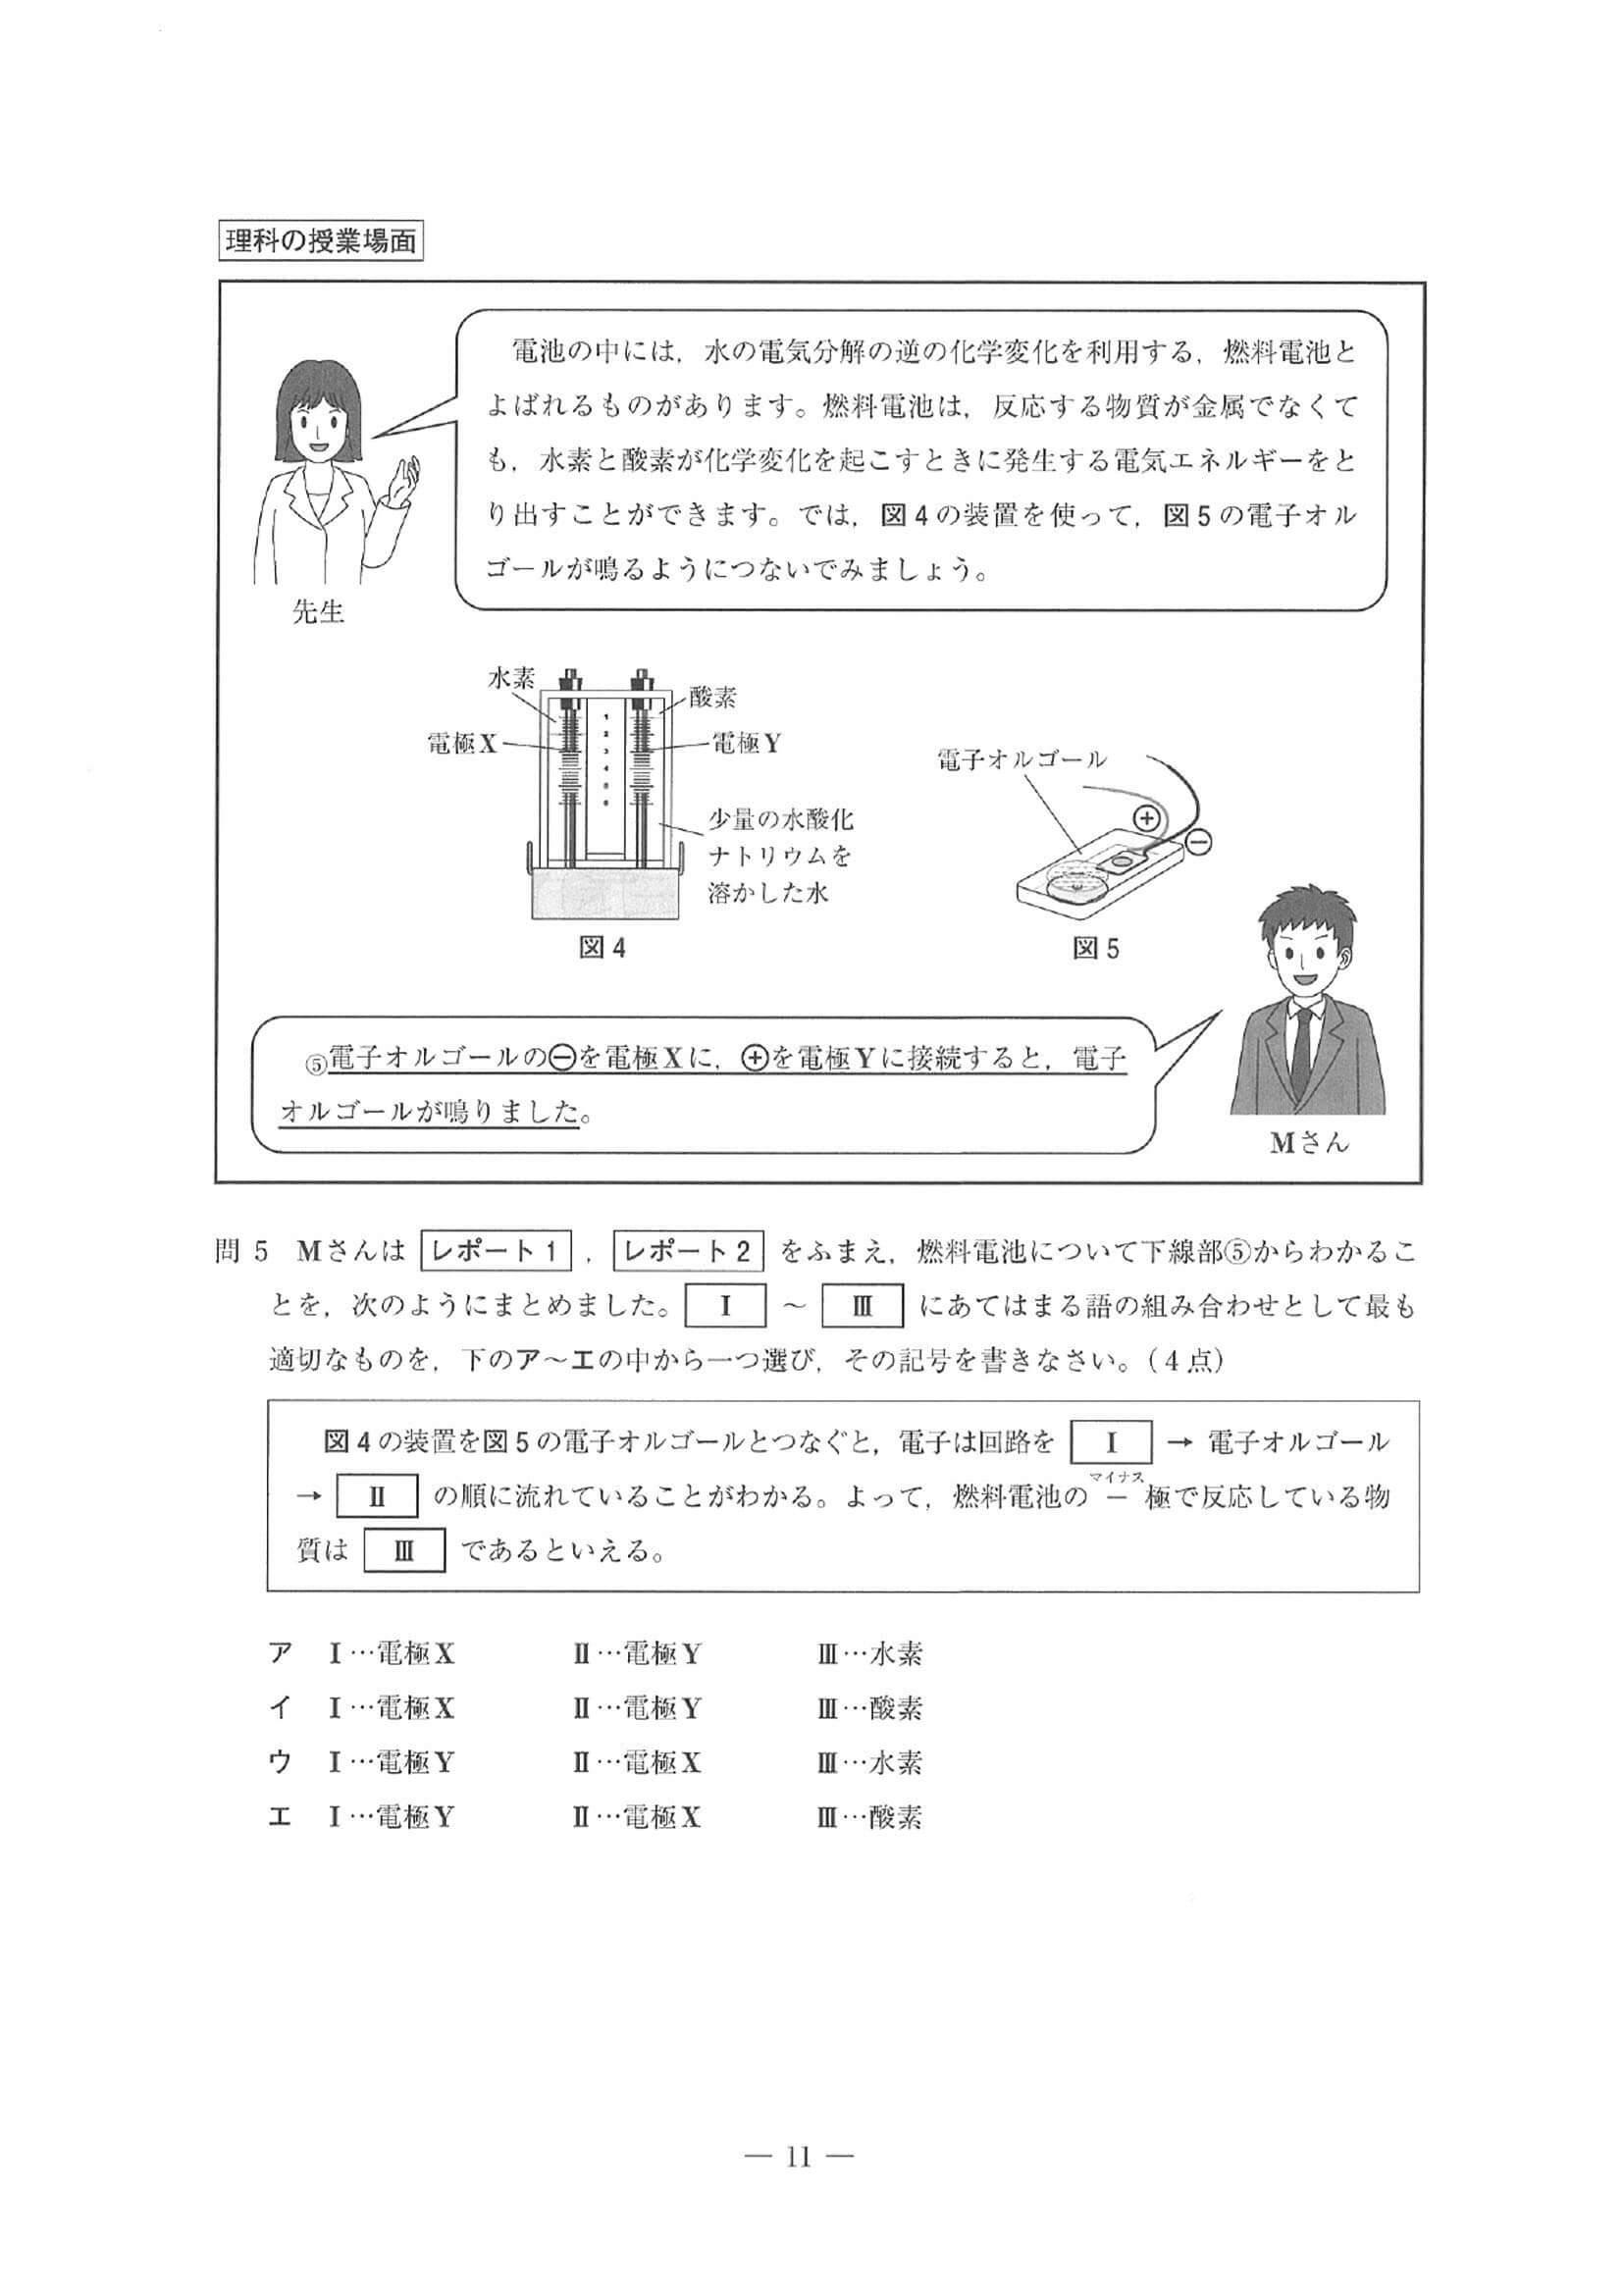 理科の授業場面
電池の中には，水の電気分解の逆の化学変化を利用する，燃料電池と
よばれるものがあります。燃料電池は，反応する物質が金属でなくて
も，水素と酸素が化学変化を起こすときに発生する電気エネルギーをと
り出すことができます。では，図4の装置を使って，図5の電子オル
ゴールが鳴るようにつないでみましょう。
先生
水素
酸素
電極X
電極Y
1
2
3
4
5
6
少量の水酸化
ナトリウムを
溶かした水
図4
電子オルゴール
⊕
⊖
図5
⑤電子オルゴールの⊖を電極Xに，⊕を電極Yに接続すると，電子
オルゴールが鳴りました。
Mさん
問5 Mさんは レポート1 ， レポート2 をふまえ，燃料電池について下線部⑤からわかるこ
とを，次のようにまとめました。 Ⅰ ～ Ⅲ にあてはまる語の組み合わせとして最も
適切なものを，下のア～エの中から一つ選び，その記号を書きなさい。（4点）
図4の装置を図5の電子オルゴールとつなぐと，電子は回路を Ⅰ → 電子オルゴール
マイナス
→ Ⅱ の順に流れていることがわかる。よって，燃料電池の － 極で反応している物
質は Ⅲ であるといえる。
ア Ⅰ…電極X Ⅱ…電極Y Ⅲ…水素
イ Ⅰ…電極X Ⅱ…電極Y Ⅲ…酸素
ウ Ⅰ…電極Y Ⅱ…電極X Ⅲ…水素
エ Ⅰ…電極Y Ⅱ…電極X Ⅲ…酸素
— 11 —